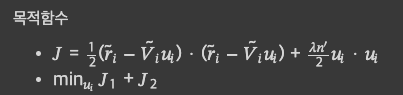 목적함수
• J = ½(r̃ᵢ − Ṽᵢuᵢ) · (r̃ᵢ − Ṽᵢuᵢ) + λn′/2 uᵢ · uᵢ
• min_{uᵢ} J₁ + J₂